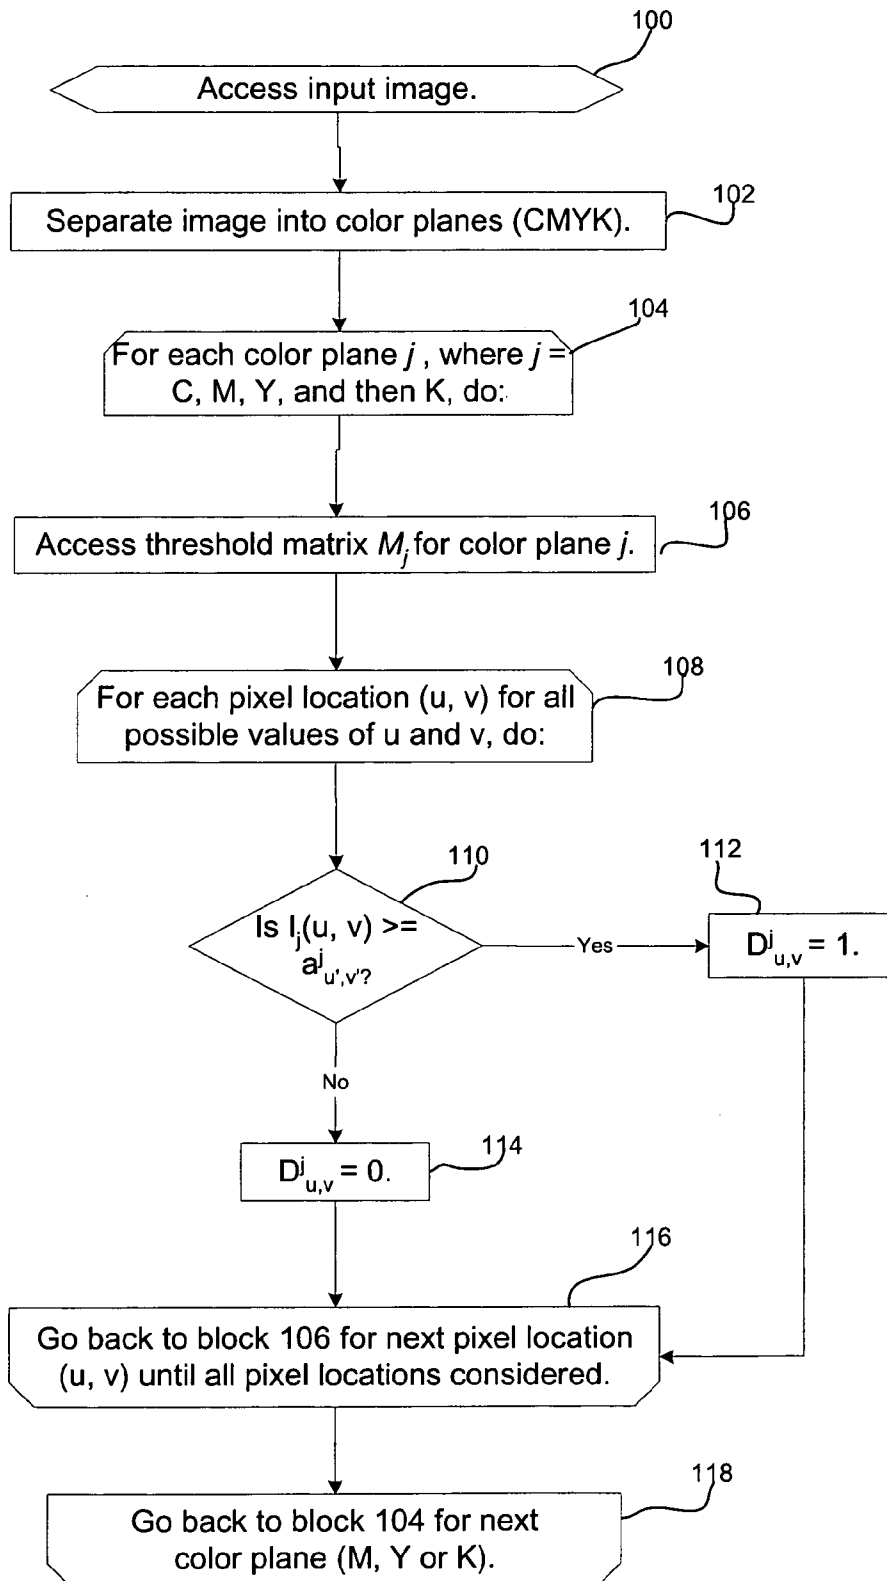 100
Access input image.
102
Separate image into color planes (CMYK).
104
For each color plane j , where j =
C, M, Y, and then K, do:
106
Access threshold matrix Mj for color plane j.
108
For each pixel location (u, v) for all
possible values of u and v, do:
110
Is Ij(u, v) >=
aj u',v'?
Yes
112
Dj u,v = 1.
No
114
Dj u,v = 0.
116
Go back to block 106 for next pixel location
(u, v) until all pixel locations considered.
118
Go back to block 104 for next
color plane (M, Y or K).